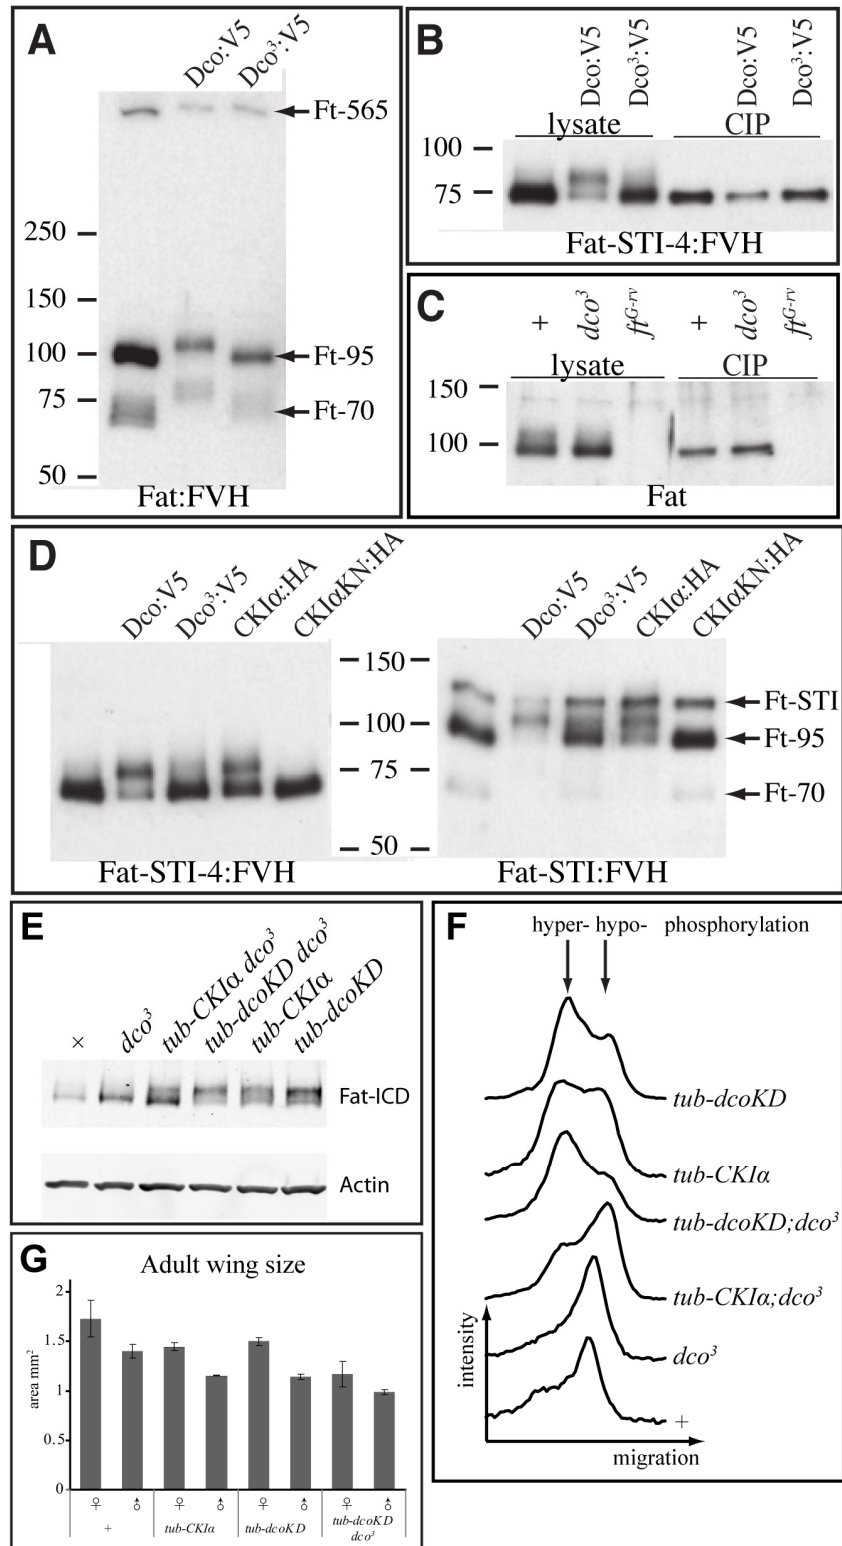 A
Dco:V5
Dco³:V5
Ft-565
250
150
100
75
50
Ft-95
Ft-70
Fat:FVH
B
Dco:V5
Dco³:V5
Dco:V5
Dco³:V5
lysate
CIP
100
75
Fat-STI-4:FVH
C
+
dco³
ftG-rv
+
dco³
ftG-rv
lysate
CIP
150
100
Fat
D
Dco:V5
Dco³:V5
CKIα:HA
CKIαKN:HA
Dco:V5
Dco³:V5
CKIα:HA
CKIαKN:HA
150
100
75
50
Ft-STI
Ft-95
Ft-70
Fat-STI-4:FVH
Fat-STI:FVH
E
×
dco³
tub-CKIα dco³
tub-dcoKD dco³
tub-CKIα
tub-dcoKD
Fat-ICD
Actin
F
hyper- hypo- phosphorylation
tub-dcoKD
tub-CKIα
tub-dcoKD;dco³
tub-CKIα;dco³
dco³
+
intensity
migration
G
Adult wing size
area mm²
2
1.5
1
0.5
0
♀ ♂ ♀ ♂ ♀ ♂ ♀ ♂
+ tub-CKIα tub-dcoKD tub-dcoKD
dco³